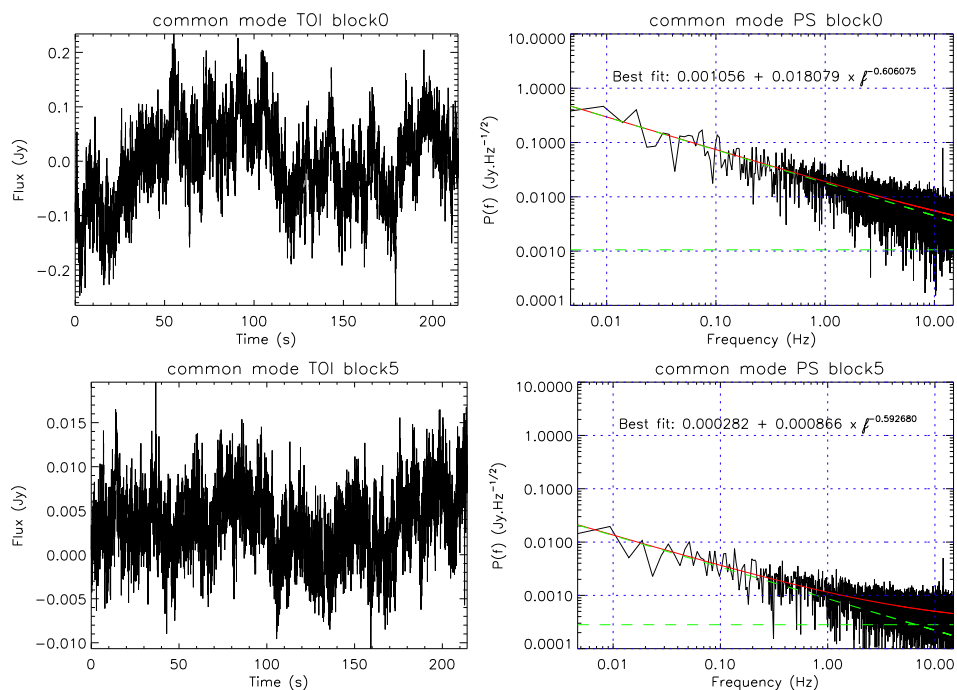 common mode TOI block0
0.2
0.1
0.0
−0.1
−0.2
Flux (Jy)
0 50 100 150 200
Time (s)
common mode PS block0
10.0000
1.0000
0.1000
0.0100
0.0010
0.0001
P(f) (Jy.Hz−1/2)
Best fit: 0.001056 + 0.018079 × f−0.606075
0.01 0.10 1.00 10.00
Frequency (Hz)
common mode TOI block5
0.015
0.010
0.005
0.000
−0.005
−0.010
Flux (Jy)
0 50 100 150 200
Time (s)
common mode PS block5
10.0000
1.0000
0.1000
0.0100
0.0010
0.0001
P(f) (Jy.Hz−1/2)
Best fit: 0.000282 + 0.000866 × f−0.592680
0.01 0.10 1.00 10.00
Frequency (Hz)